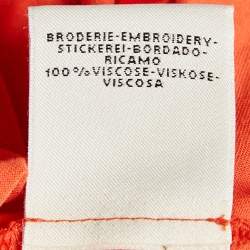 BRODERIE-EMBROIDERY-
STICKEREI-BORDADO-
RICAMO
100%VISCOSE-VISKOSE-
VISCOSA